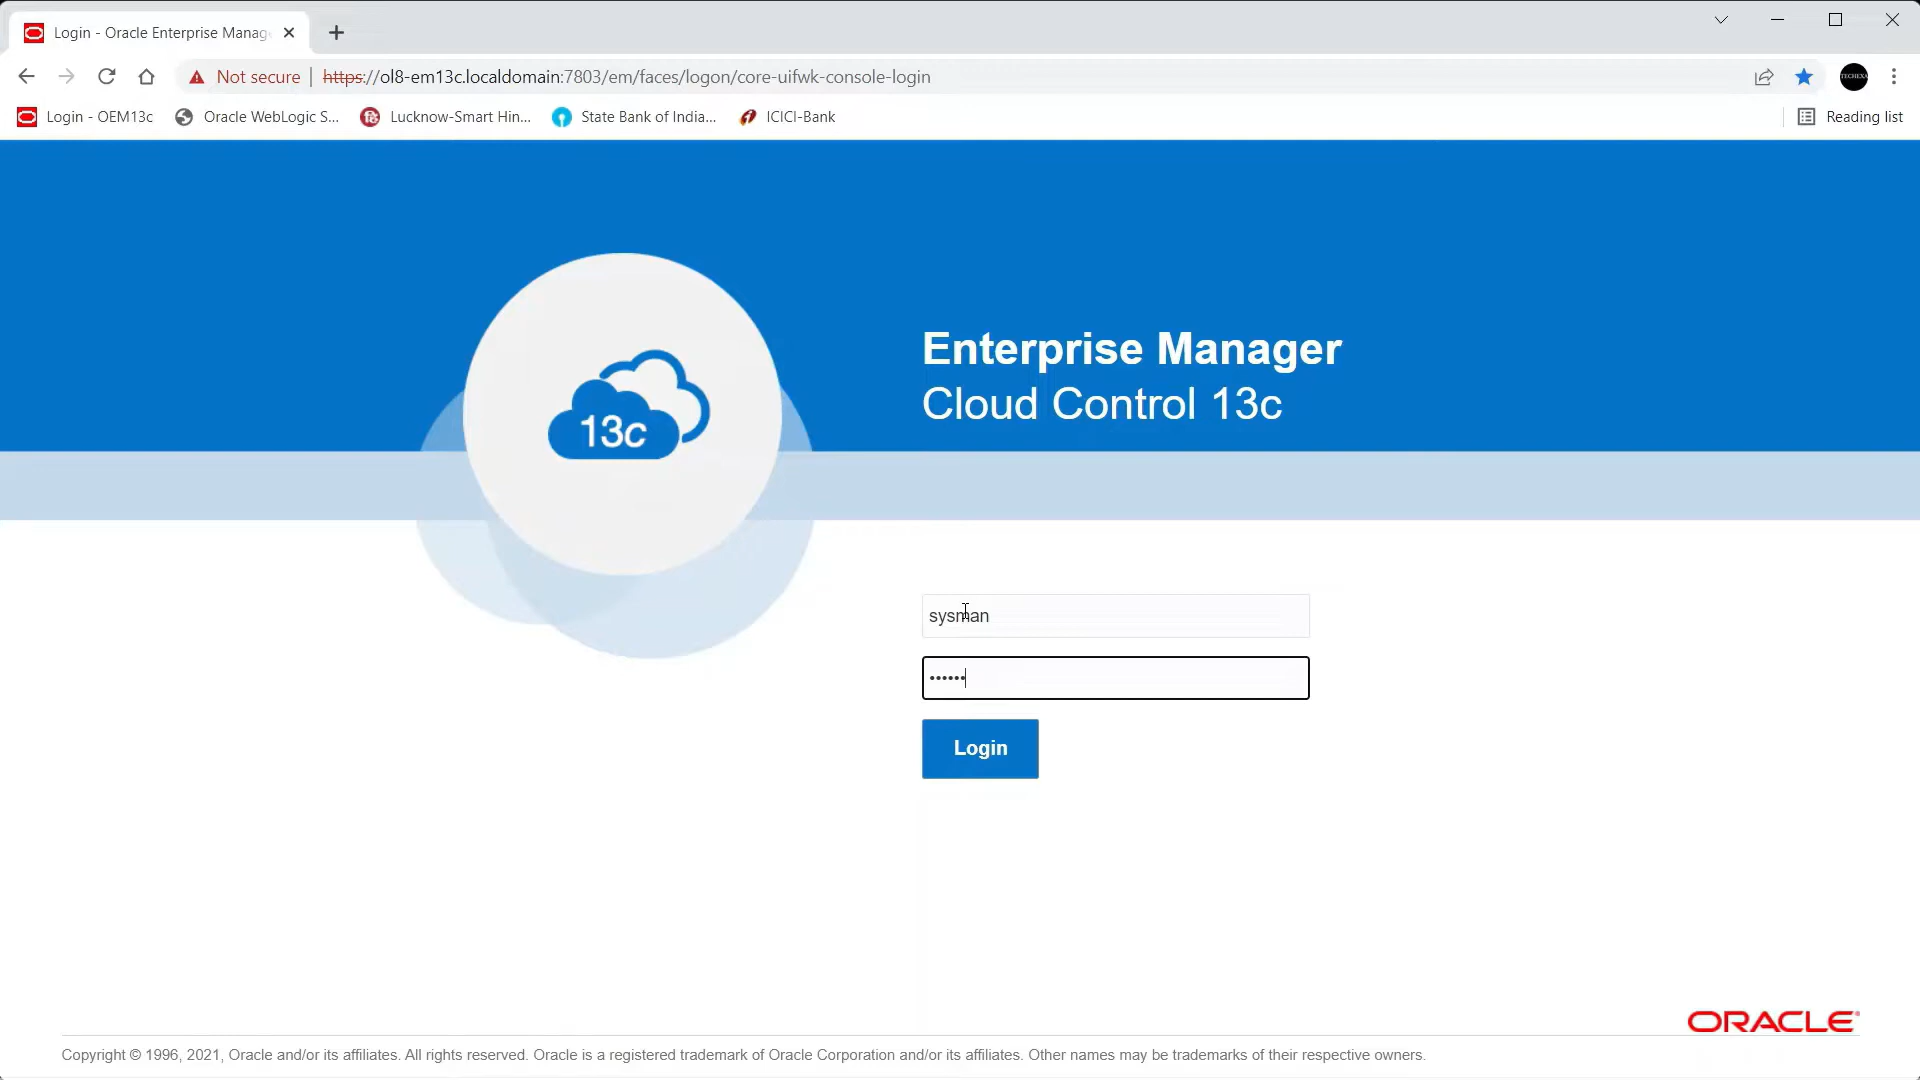 Login - Oracle Enterprise Manag
Not secure
https://ol8-em13c.localdomain:7803/em/faces/logon/core-uifwk-console-login
TECHEXA
Login - OEM13c
Oracle WebLogic S...
Lucknow-Smart Hin...
State Bank of India...
ICICI-Bank
Reading list
13c
Enterprise Manager
Cloud Control 13c
sysman
••••••
Login
ORACLE
Copyright © 1996, 2021, Oracle and/or its affiliates. All rights reserved. Oracle is a registered trademark of Oracle Corporation and/or its affiliates. Other names may be trademarks of their respective owners.